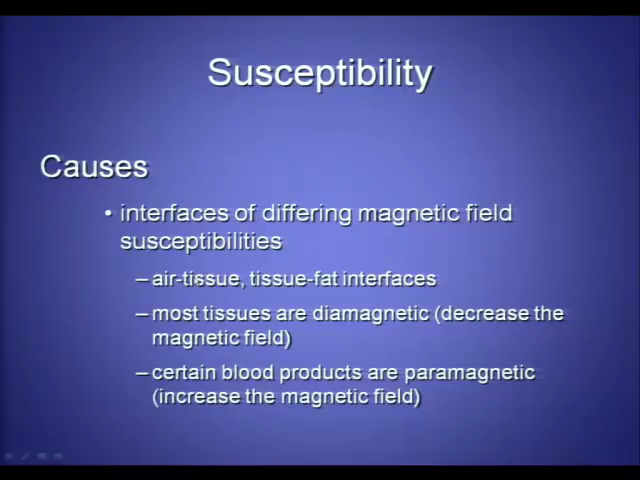 Susceptibility
Causes
• interfaces of differing magnetic field
susceptibilities
– air-tissue, tissue-fat interfaces
– most tissues are diamagnetic (decrease the
magnetic field)
– certain blood products are paramagnetic
(increase the magnetic field)